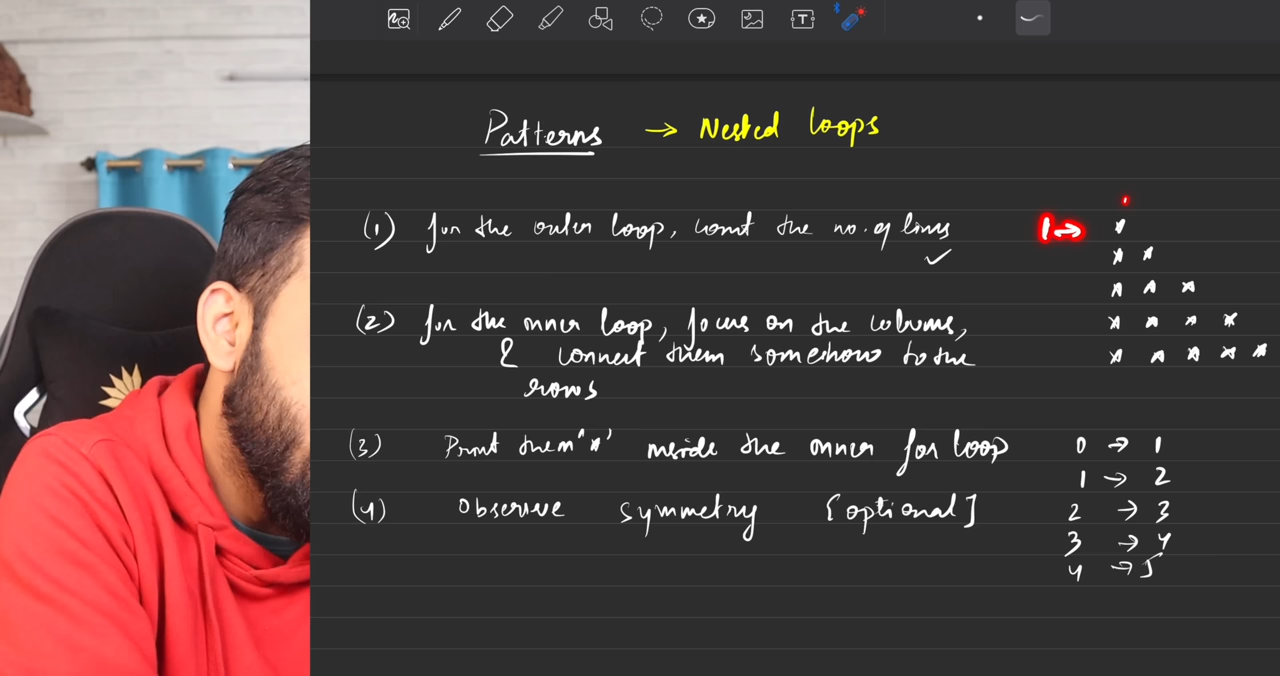 Patterns → Nested loops
(1) for the outer loop, count the no. of lines
(2) for the inner loop, focus on the columns,
& connect them somehow to the
rows
(3) Print them '*' inside the inner for loop
(4) Observe symmetry [optional]
1 → *
* *
* * *
* * * *
* * * * *
0 → 1
1 → 2
2 → 3
3 → 4
4 → 5
T